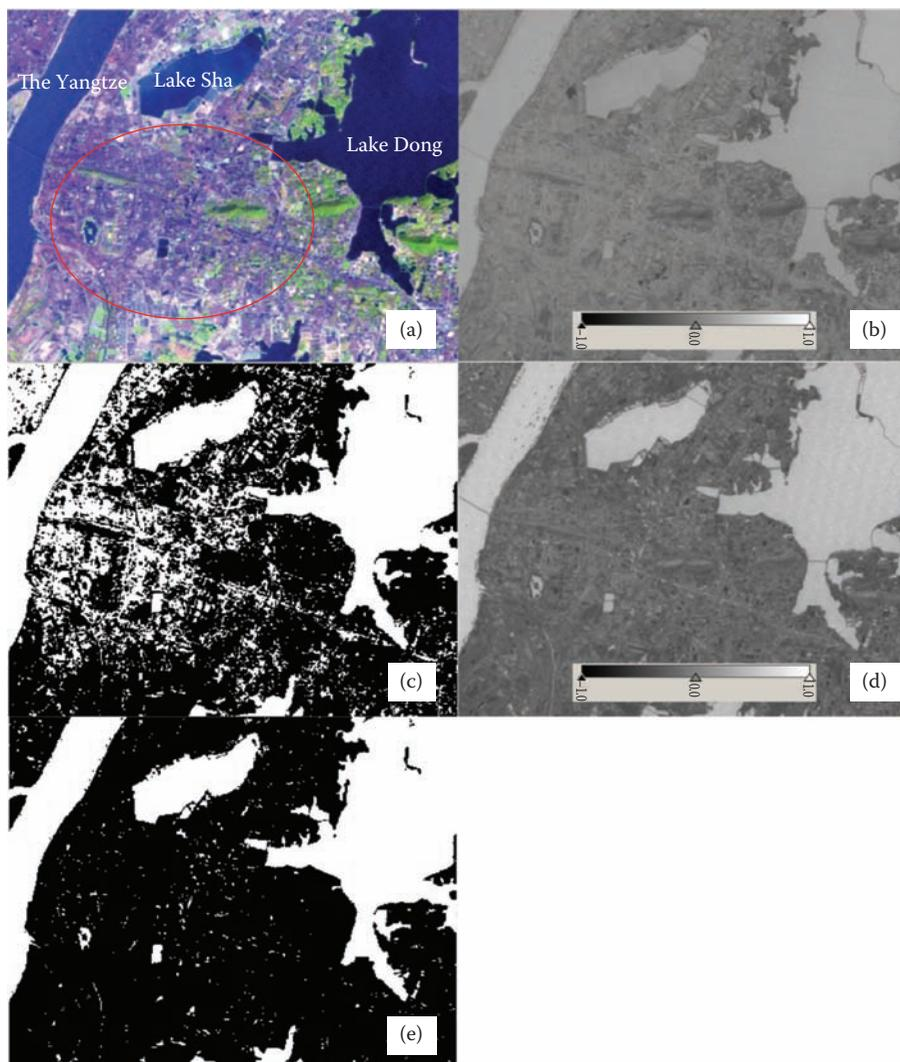 The Yangtze
Lake Sha
Lake Dong
(a)
−1.0
0.0
1.0
(b)
(c)
−1.0
0.0
1.0
(d)
(e)